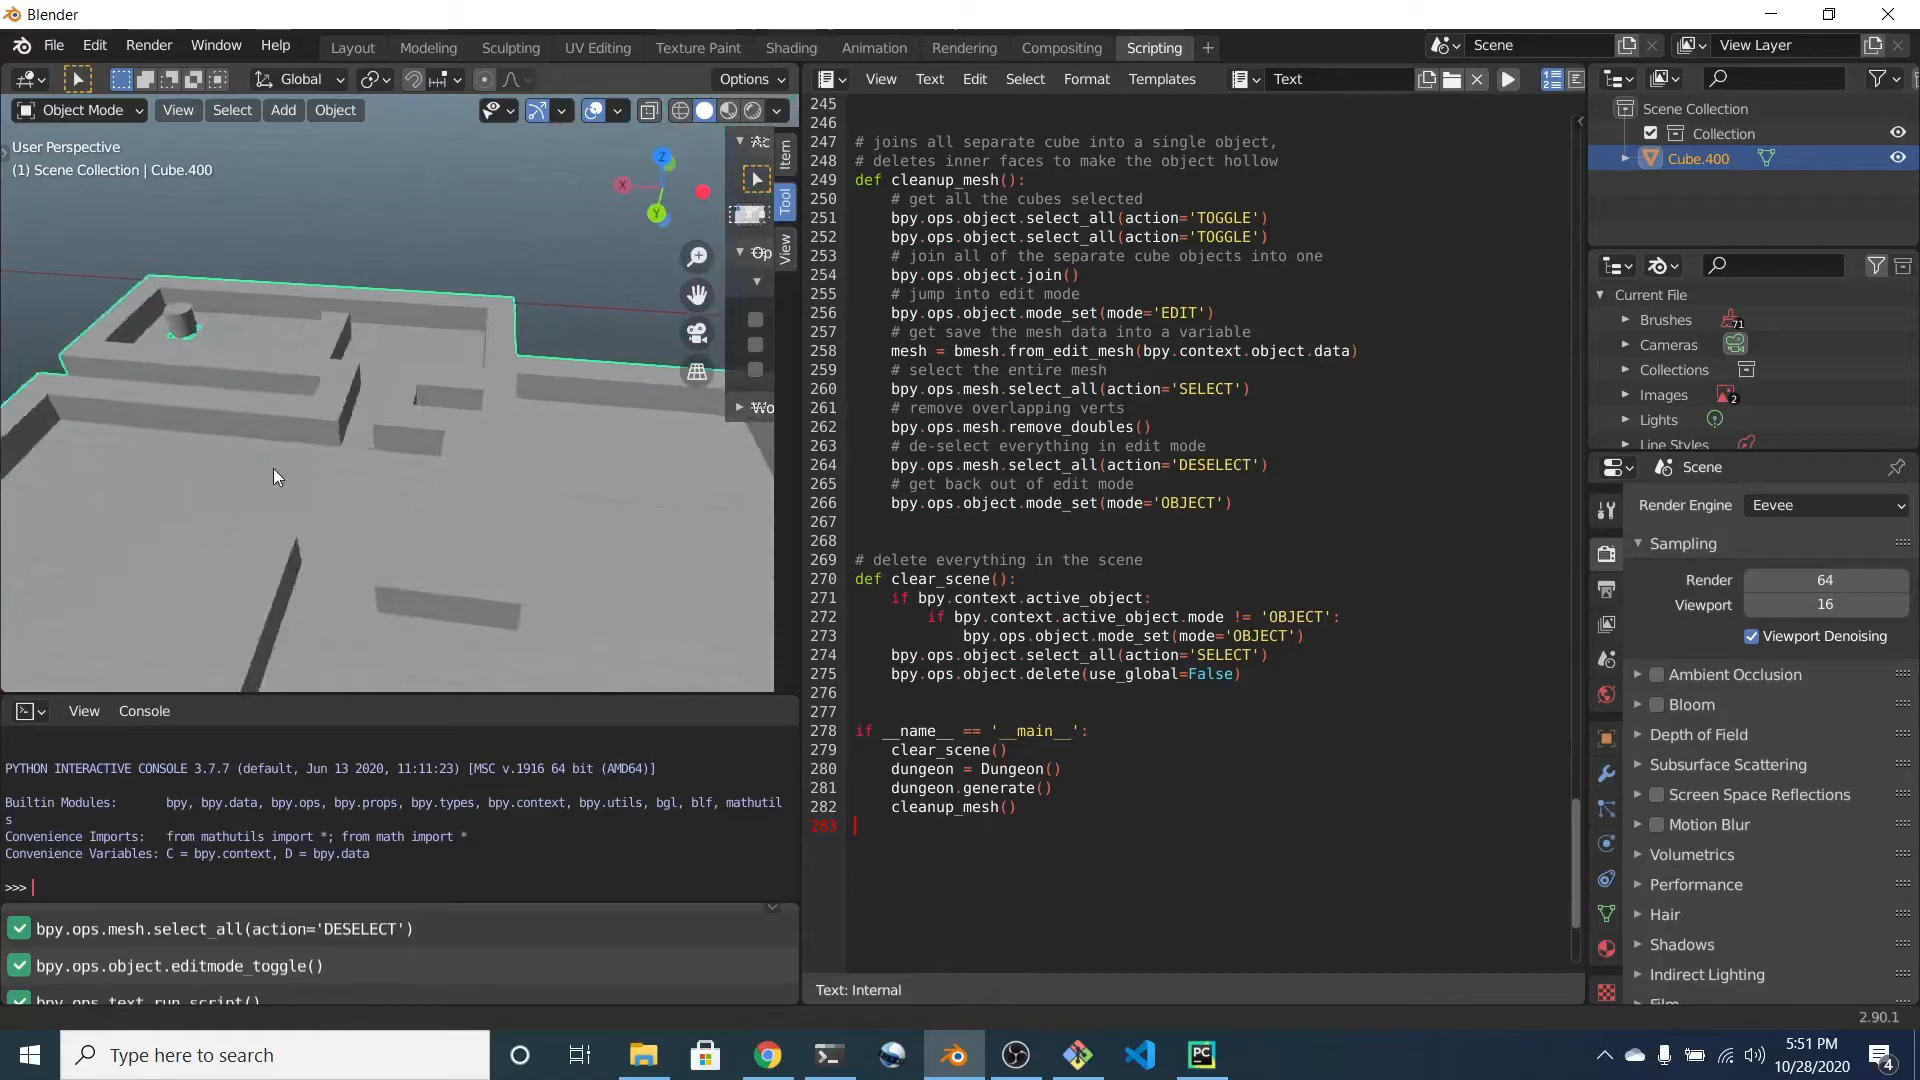 Blender
File Edit Render Window Help Layout Modeling Sculpting UV Editing Texture Paint Shading Animation Rendering Compositing Scripting + Scene View Layer
Global Options View Text Edit Select Format Templates Text
Object Mode View Select Add Object
User Perspective
(1) Scene Collection | Cube.400
Z
X
Y
Item
Tool
View
Op
Wo
245
246
247 # joins all separate cube into a single object,
248 # deletes inner faces to make the object hollow
249 def cleanup_mesh():
250 # get all the cubes selected
251 bpy.ops.object.select_all(action='TOGGLE')
252 bpy.ops.object.select_all(action='TOGGLE')
253 # join all of the separate cube objects into one
254 bpy.ops.object.join()
255 # jump into edit mode
256 bpy.ops.object.mode_set(mode='EDIT')
257 # get save the mesh data into a variable
258 mesh = bmesh.from_edit_mesh(bpy.context.object.data)
259 # select the entire mesh
260 bpy.ops.mesh.select_all(action='SELECT')
261 # remove overlapping verts
262 bpy.ops.mesh.remove_doubles()
263 # de-select everything in edit mode
264 bpy.ops.mesh.select_all(action='DESELECT')
265 # get back out of edit mode
266 bpy.ops.object.mode_set(mode='OBJECT')
267
268
269 # delete everything in the scene
270 def clear_scene():
271 if bpy.context.active_object:
272 if bpy.context.active_object.mode != 'OBJECT':
273 bpy.ops.object.mode_set(mode='OBJECT')
274 bpy.ops.object.select_all(action='SELECT')
275 bpy.ops.object.delete(use_global=False)
276
277
278 if __name__ == '__main__':
279 clear_scene()
280 dungeon = Dungeon()
281 dungeon.generate()
282 cleanup_mesh()
283
Text: Internal
View Console
PYTHON INTERACTIVE CONSOLE 3.7.7 (default, Jun 13 2020, 11:11:23) [MSC v.1916 64 bit (AMD64)]
Builtin Modules: bpy, bpy.data, bpy.ops, bpy.props, bpy.types, bpy.context, bpy.utils, bgl, blf, mathutil
s
Convenience Imports: from mathutils import *; from math import *
Convenience Variables: C = bpy.context, D = bpy.data
>>>
bpy.ops.mesh.select_all(action='DESELECT')
bpy.ops.object.editmode_toggle()
bpy.ops.text.run_script()
Scene Collection
Collection
Cube.400
Current File
Brushes 71
Cameras
Collections
Images 2
Lights
Line Styles
Scene
Render Engine Eevee
Sampling
Render 64
Viewport 16
Viewport Denoising
Ambient Occlusion
Bloom
Depth of Field
Subsurface Scattering
Screen Space Reflections
Motion Blur
Volumetrics
Performance
Hair
Shadows
Indirect Lighting
Film
2.90.1
Type here to search
PC
5:51 PM
10/28/2020
4